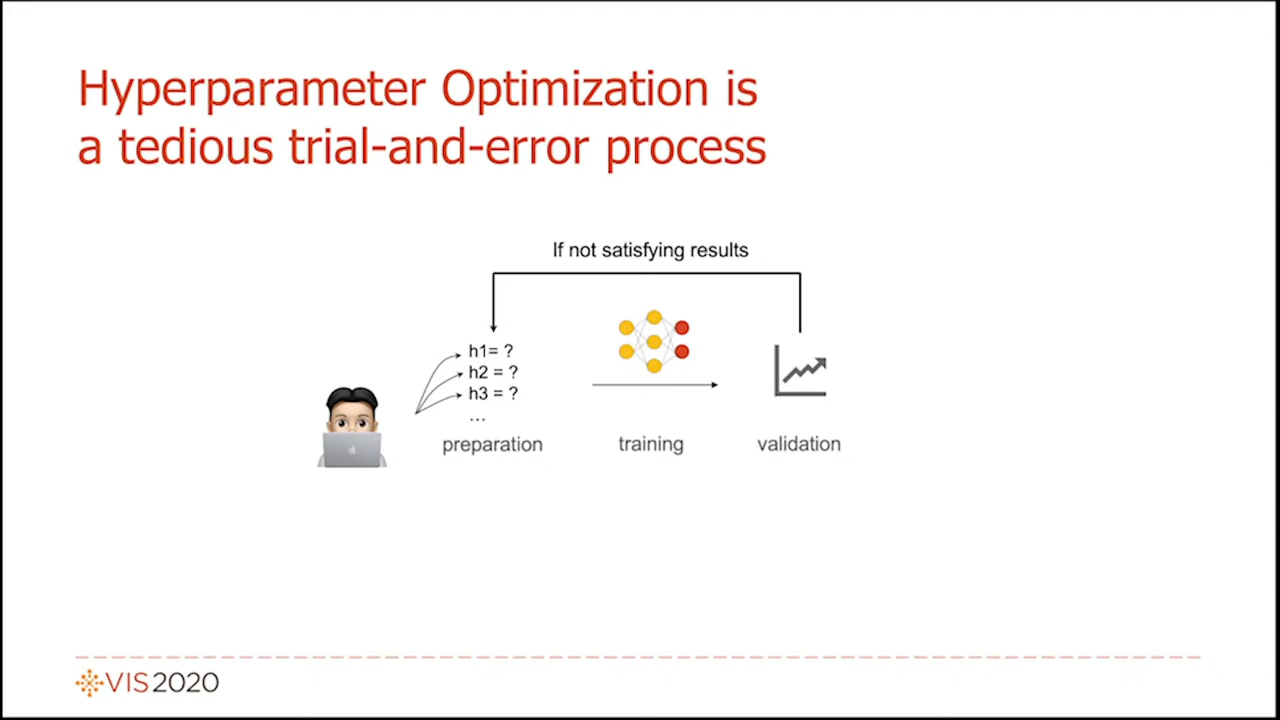 Hyperparameter Optimization is
a tedious trial-and-error process
If not satisfying results
h1= ?
h2 = ?
h3 = ?
...
preparation
training
validation
VIS2020